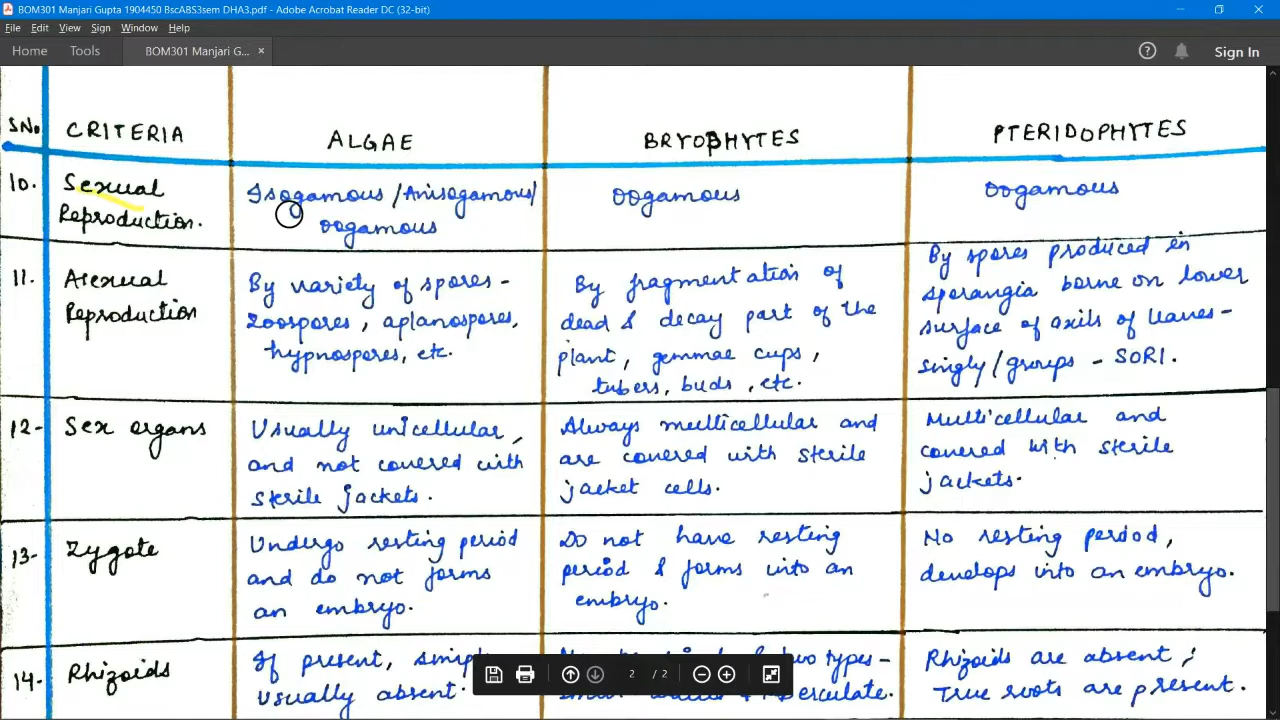 BOM301 Manjari Gupta 1904450 BscABS3sem DHA3.pdf - Adobe Acrobat Reader DC (32-bit)
File Edit View Sign Window Help
Home Tools BOM301 Manjari G... × Sign In
SNo. CRITERIA ALGAE BRYOPHYTES PTERIDOPHYTES
10. Sexual Reproduction.
Isogamous /Anisogamous/
oogamous
oogamous
oogamous
11. Asexual
Reproduction
By variety of spores -
zoospores, aplanospores,
hypnospores, etc.
By fragmentation of
dead & decay part of the
plant, gemmae cups,
tubers, buds, etc.
By spores produced in
sporangia borne on lower
surface of axils of leaves -
singly/groups - SORI.
12- Sex organs
Usually unicellular,
and not covered with
sterile jackets.
Always multicellular and
are covered with sterile
jacket cells.
Multicellular and
covered with sterile
jackets.
13- Zygote
Undergo resting period
and do not forms
an embryo.
Do not have resting
period & forms into an
embryo.
No resting period,
develops into an embryo.
14- Rhizoids
If present, simple
usually absent.
two types -
Rhizoids are absent;
True roots are present.
2 / 2